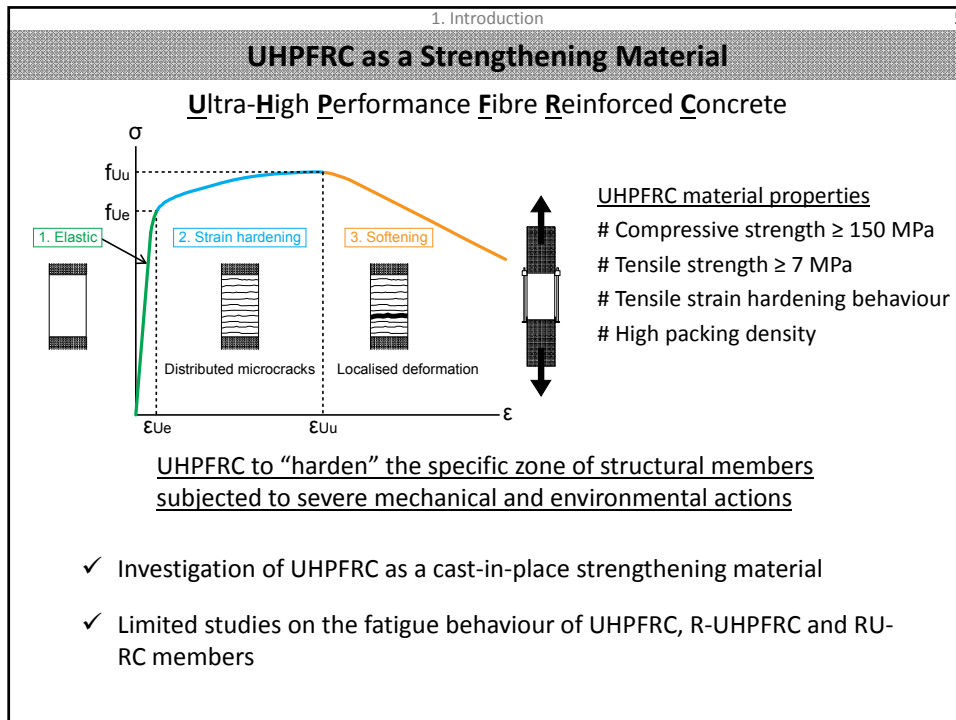 1. Introduction
UHPFRC as a Strengthening Material
Ultra-High Performance Fibre Reinforced Concrete
σ
fUu
fUe
1. Elastic
2. Strain hardening
3. Softening
Distributed microcracks
Localised deformation
εUe
εUu
ε
UHPFRC material properties
# Compressive strength ≥ 150 MPa
# Tensile strength ≥ 7 MPa
# Tensile strain hardening behaviour
# High packing density
UHPFRC to “harden” the specific zone of structural members
subjected to severe mechanical and environmental actions
✓ Investigation of UHPFRC as a cast-in-place strengthening material
✓ Limited studies on the fatigue behaviour of UHPFRC, R-UHPFRC and RU-
RC members